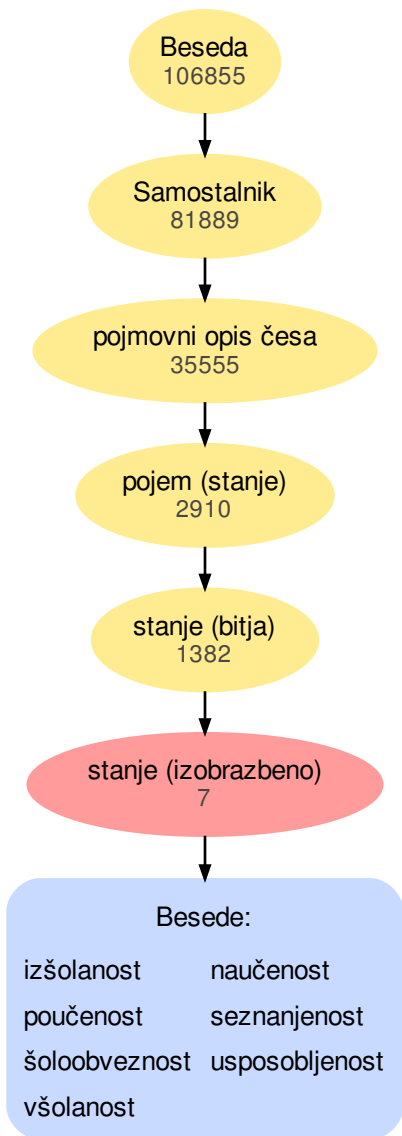 Beseda
106855
Samostalnik
81889
pojmovni opis česa
35555
pojem (stanje)
2910
stanje (bitja)
1382
stanje (izobrazbeno)
7
Besede:
izšolanost naučenost
poučenost seznanjenost
šoloobveznost usposobljenost
všolanost